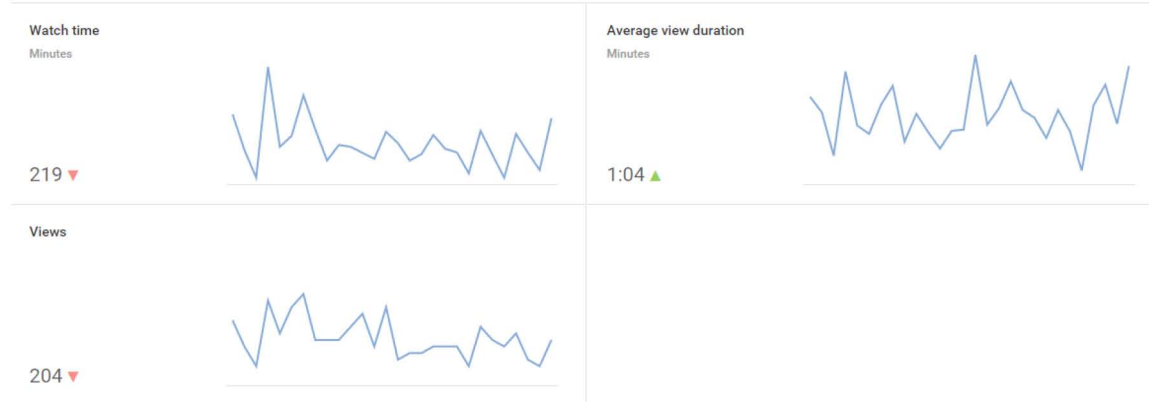 Watch time
Minutes
219
Average view duration
Minutes
1:04
Views
204